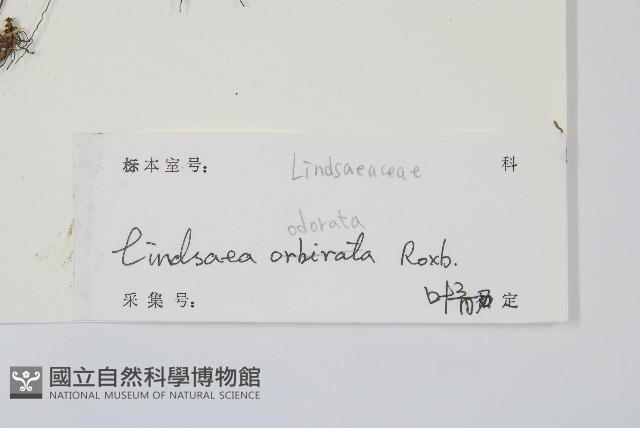 标本室号： Lindsaeaceae 科
odorata
Lindsaea orbirata Roxb.
采集号： 定
國立自然科學博物館
NATIONAL MUSEUM OF NATURAL SCIENCE